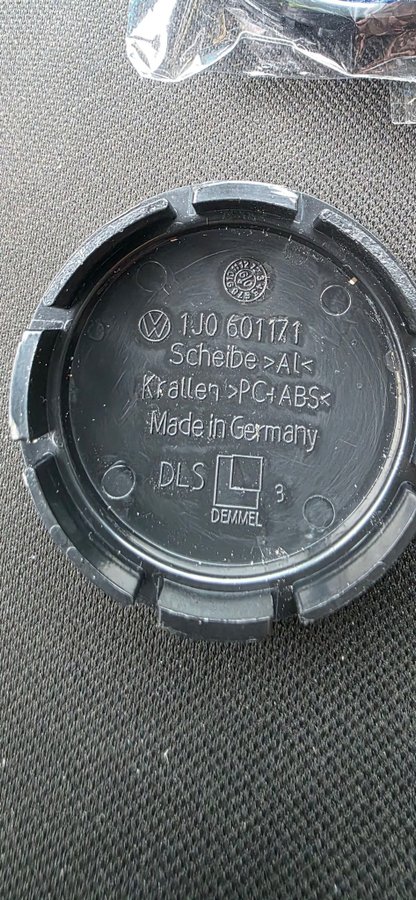 1J0 601171
Scheibe >Al<
Krallen >PC+ABS<
Made in Germany
DLS
DEMMEL
3